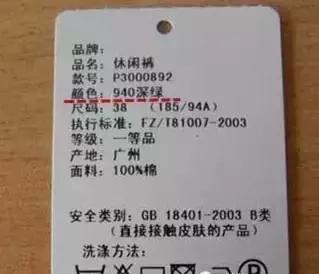 品牌：
品名：休闲裤
款号：P3000892
颜色：940深绿
尺码：38 （185/94A）
执行标准：FZ/T81007-2003
等级：一等品
产地：广州
面料：100%棉
安全类别：GB 18401-2003 B类
（直接接触皮肤的产品）
洗涤方法：